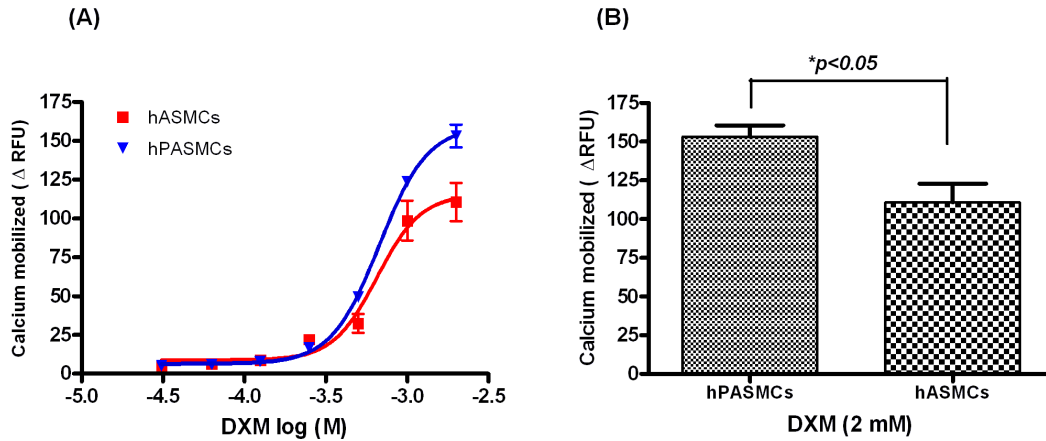 (A)
Calcium mobilized ( Δ RFU)
175
150
125
100
75
50
25
0
hASMCs
hPASMCs
-5.0 -4.5 -4.0 -3.5 -3.0 -2.5
DXM log (M)
(B)
*p<0.05
Calcium mobilized ( Δ RFU)
175
150
125
100
75
50
25
0
hPASMCs hASMCs
DXM (2 mM)